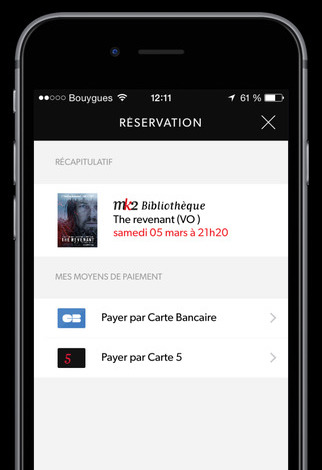 Bouygues 12:11 61 %
RÉSERVATION
RÉCAPITULATIF
mk2 Bibliothèque
The revenant (VO )
samedi 05 mars à 21h20
THE REVENANT
MES MOYENS DE PAIEMENT
CB Payer par Carte Bancaire
5 Payer par Carte 5